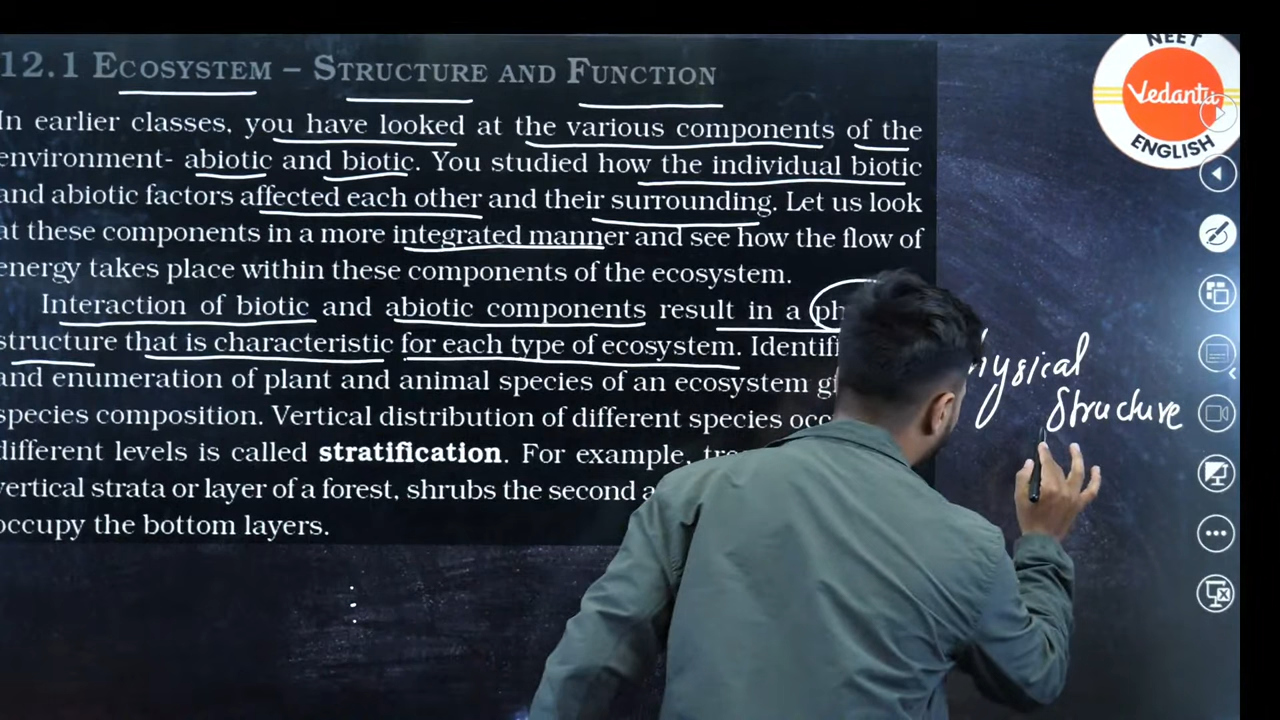 12.1 ECOSYSTEM – STRUCTURE AND FUNCTION
In earlier classes, you have looked at the various components of the
environment- abiotic and biotic. You studied how the individual biotic
and abiotic factors affected each other and their surrounding. Let us look
at these components in a more integrated manner and see how the flow of
energy takes place within these components of the ecosystem.
Interaction of biotic and abiotic components result in a
structure that is characteristic for each type of ecosystem.
and enumeration of plant and animal species of an ecosystem
species composition. Vertical distribution of different species
different levels is called stratification. For example,
vertical strata or layer of a forest, shrubs the second
occupy the bottom layers.
Structure
NEET
Vedantu
ENGLISH